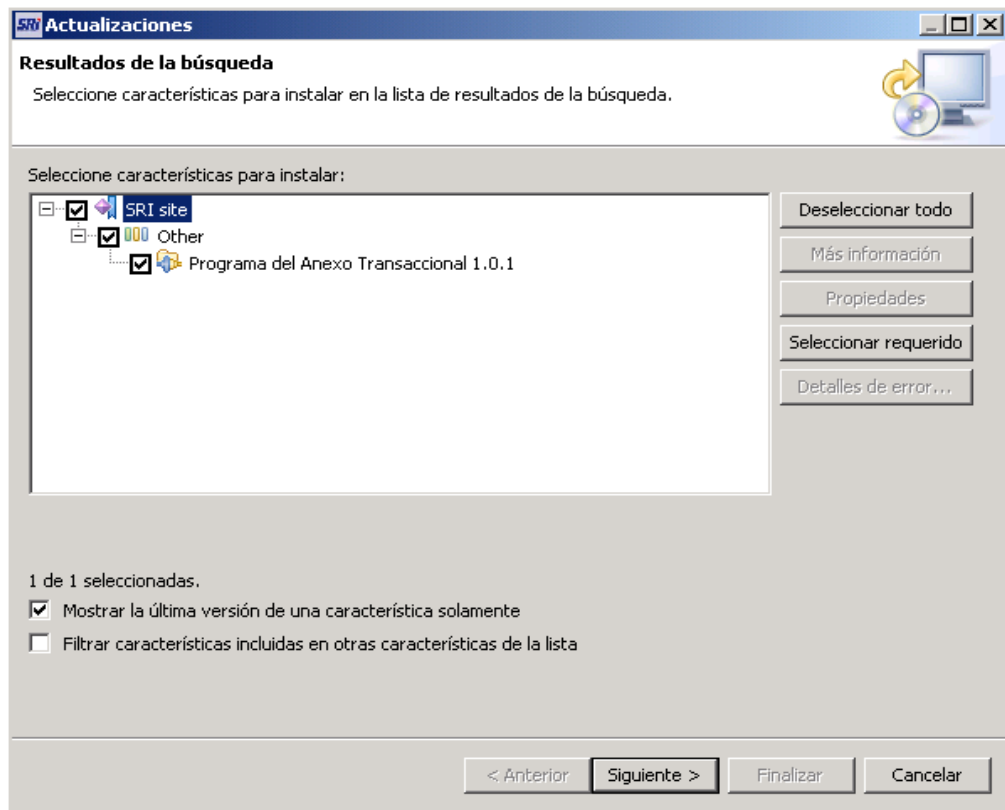 SRi Actualizaciones
Resultados de la búsqueda
Seleccione características para instalar en la lista de resultados de la búsqueda.
Seleccione características para instalar:
SRI site
Other
Programa del Anexo Transaccional 1.0.1
Deseleccionar todo
Más información
Propiedades
Seleccionar requerido
Detalles de error...
1 de 1 seleccionadas.
Mostrar la última versión de una característica solamente
Filtrar características incluidas en otras características de la lista
< Anterior
Siguiente >
Finalizar
Cancelar